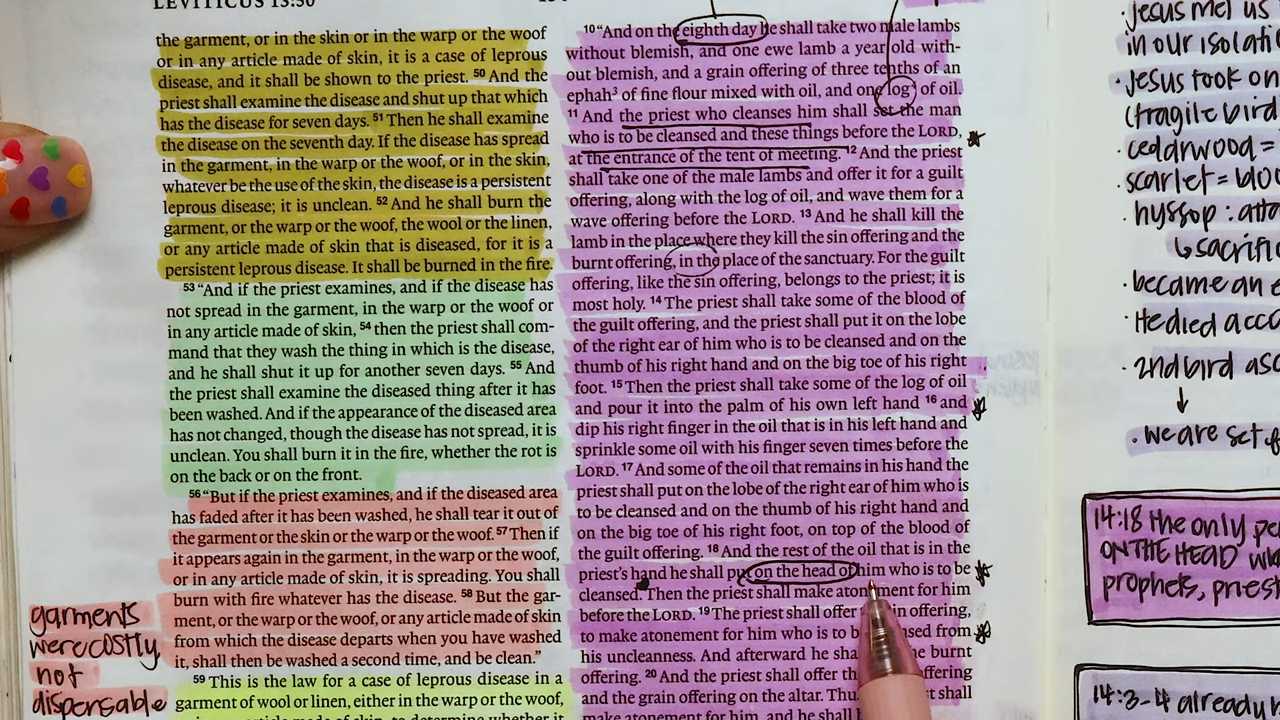 LEVITICUS 13:50
the garment, or in the skin or in the warp or the woof
or in any article made of skin, it is a case of leprous
disease, and it shall be shown to the priest. 50 And the
priest shall examine the disease and shut up that which
has the disease for seven days. 51 Then he shall examine
the disease on the seventh day. If the disease has spread
in the garment, in the warp or the woof, or in the skin,
whatever be the use of the skin, the disease is a persistent
leprous disease; it is unclean. 52 And he shall burn the
garment, or the warp or the woof, the wool or the linen,
or any article made of skin that is diseased, for it is a
persistent leprous disease. It shall be burned in the fire.
53 “And if the priest examines, and if the disease has
not spread in the garment, in the warp or the woof or
in any article made of skin, 54 then the priest shall com-
mand that they wash the thing in which is the disease,
and he shall shut it up for another seven days. 55 And
the priest shall examine the diseased thing after it has
been washed. And if the appearance of the diseased area
has not changed, though the disease has not spread, it is
unclean. You shall burn it in the fire, whether the rot is
on the back or on the front.
56 “But if the priest examines, and if the diseased area
has faded after it has been washed, he shall tear it out of
the garment or the skin or the warp or the woof. 57 Then if
it appears again in the garment, in the warp or the woof,
or in any article made of skin, it is spreading. You shall
burn with fire whatever has the disease. 58 But the gar-
ment, or the warp or the woof, or any article made of skin
from which the disease departs when you have washed
it, shall then be washed a second time, and be clean.”
59 This is the law for a case of leprous disease in a
garment of wool or linen, either in the warp or the woof,
or in any article made of skin, to determine whether it
garments
were costly
not
dispensable
10 “And on the eighth day he shall take two male lambs
without blemish, and one ewe lamb a year old with-
out blemish, and a grain offering of three tenths of an
ephah3 of fine flour mixed with oil, and one log of oil.
11 And the priest who cleanses him shall set the man
who is to be cleansed and these things before the LORD,
at the entrance of the tent of meeting. 12 And the priest
shall take one of the male lambs and offer it for a guilt
offering, along with the log of oil, and wave them for a
wave offering before the LORD. 13 And he shall kill the
lamb in the place where they kill the sin offering and the
burnt offering, in the place of the sanctuary. For the guilt
offering, like the sin offering, belongs to the priest; it is
most holy. 14 The priest shall take some of the blood of
the guilt offering, and the priest shall put it on the lobe
of the right ear of him who is to be cleansed and on the
thumb of his right hand and on the big toe of his right
foot. 15 Then the priest shall take some of the log of oil
and pour it into the palm of his own left hand 16 and
dip his right finger in the oil that is in his left hand and
sprinkle some oil with his finger seven times before the
LORD. 17 And some of the oil that remains in his hand the
priest shall put on the lobe of the right ear of him who is
to be cleansed and on the thumb of his right hand and
on the big toe of his right foot, on top of the blood of
the guilt offering. 18 And the rest of the oil that is in the
priest's hand he shall put on the head of him who is to be
cleansed. Then the priest shall make atonement for him
before the LORD. 19 The priest shall offer in offering,
to make atonement for him who is to be sed from
his uncleanness. And afterward he sha e burnt
offering. 20 And the priest shall offer the ffering
and the grain offering on the altar. Thu t shall
make atonement for him, and he shall
· Jesus met us
in our isolati
· Jesus took on
(fragile bird
· cedarwood =
· scarlet = bloo
· hyssop : atta
↳ sacrific
· became an e
· He died acco
· 2nd bird asc
↓
· we are set f
14:18 the only pe
ON THE HEAD w
prophets, pries
14:3-4 already